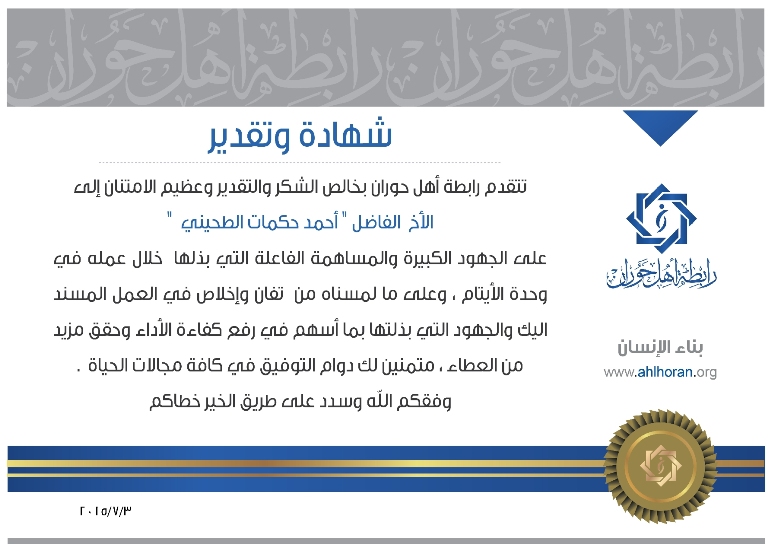 رابطة أهل حوران رابطة أهل حوران
شهادة وتقدير
تتقدم رابطة أهل حوران بخالص الشكر والتقدير وعظيم الامتنان إلى
الأخ الفاضل " أحمد حكمات الطحيني "
على الجهود الكبيرة والمساهمة الفاعلة التي بذلها خلال عمله في
وحدة الأيتام ، وعلى ما لمسناه من تفان وإخلاص في العمل المسند
اليك والجهود التي بذلتها بما أسهم في رفع كفاءة الأداء وحقق مزيد
من العطاء ، متمنين لك دوام التوفيق في كافة مجالات الحياة .
وفقكم الله وسدد على طريق الخير خطاكم
رابطة أهل حوران
بناء الإنسان
www.ahlhoran.org
٢٠١٥/٧/٣